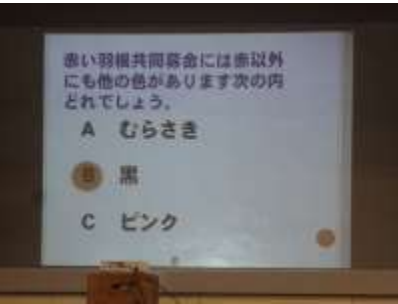 赤い羽根共同募金には赤以外
にも他の色があります次の内
どれでしょう。
A むらさき
B 黒
C ピンク